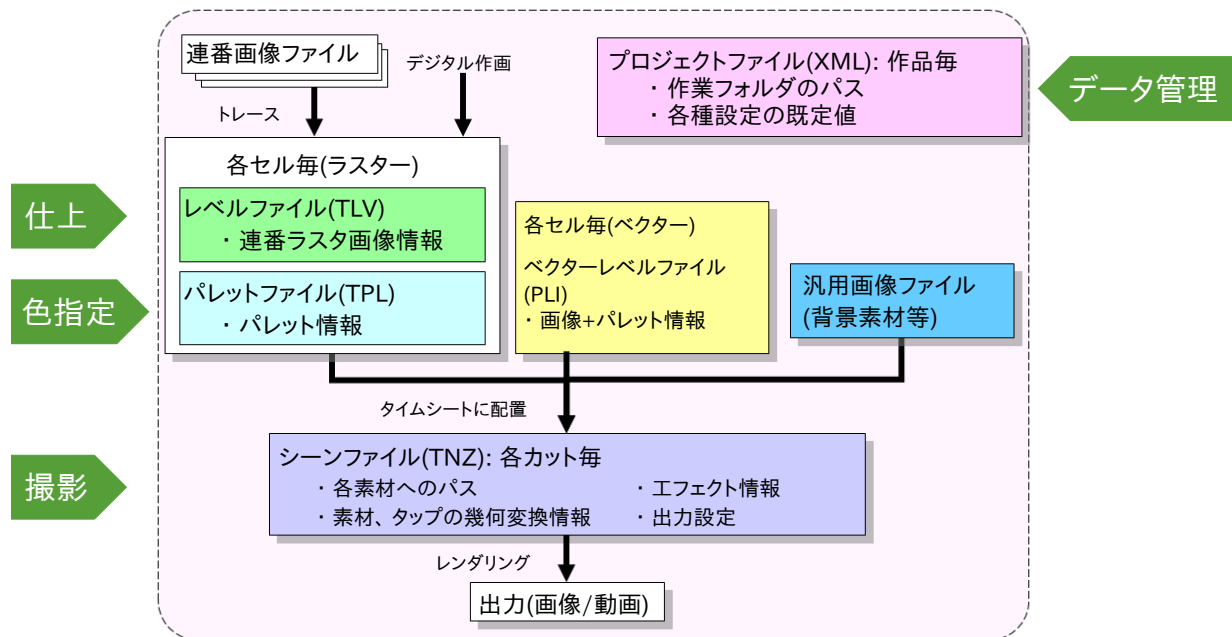 連番画像ファイル
デジタル作画
トレース
プロジェクトファイル(XML): 作品毎
・作業フォルダのパス
・各種設定の既定値
データ管理
各セル毎(ラスター)
仕上
レベルファイル(TLV)
・連番ラスタ画像情報
色指定
パレットファイル(TPL)
・パレット情報
各セル毎(ベクター)
ベクターレベルファイル
(PLI)
・画像+パレット情報
汎用画像ファイル
(背景素材等)
タイムシートに配置
撮影
シーンファイル(TNZ): 各カット毎
・各素材へのパス
・素材、タップの幾何変換情報
・エフェクト情報
・出力設定
レンダリング
出力(画像/動画)